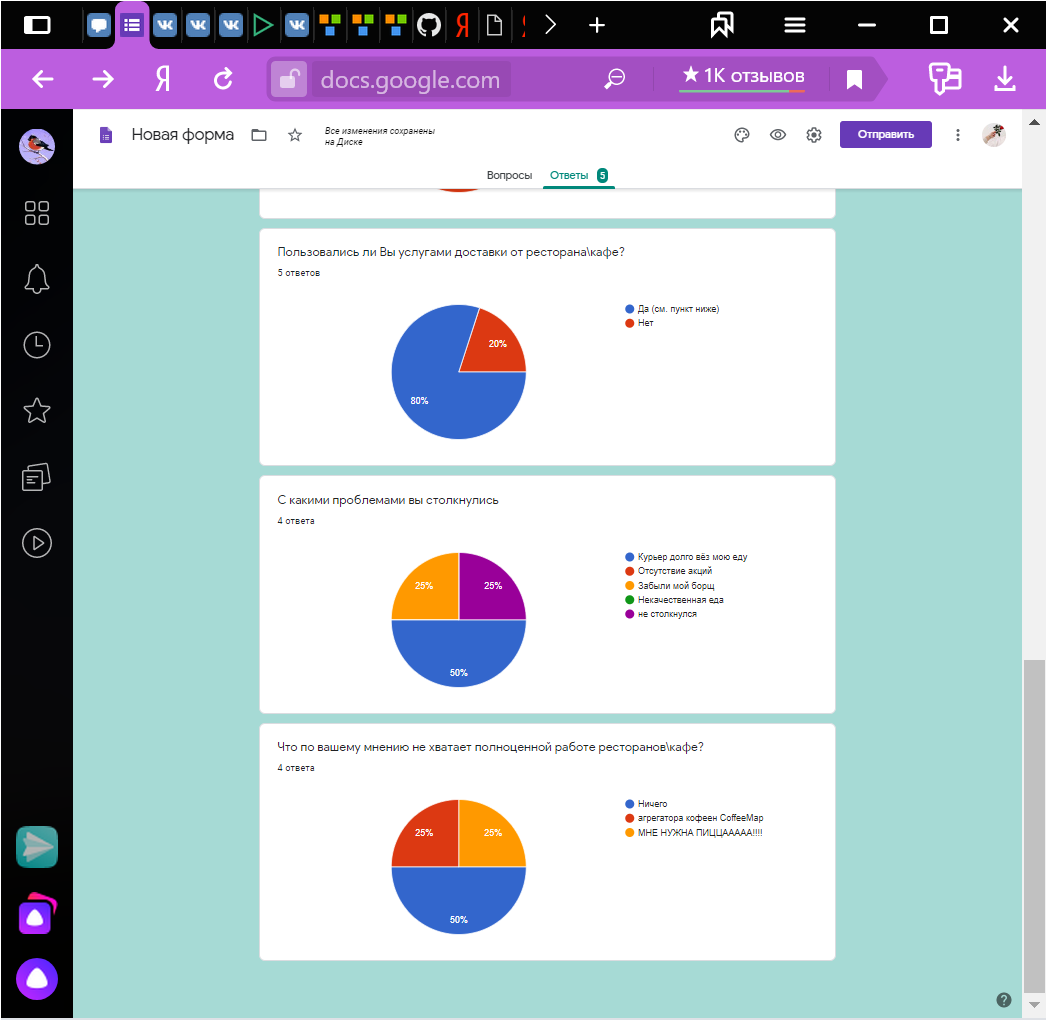 Я
docs.google.com
★ 1K отзывов
Новая форма
Все изменения сохранены
на Диске
Отправить
Вопросы
Ответы 5
Пользовались ли Вы услугами доставки от ресторана\кафе?
5 ответов
Да (см. пункт ниже)
Нет
20%
80%
С какими проблемами вы столкнулись
4 ответа
Курьер долго вёз мою еду
Отсутствие акций
Забыли мой борщ
Некачественная еда
не столкнулся
25% 25%
50%
Что по вашему мнению не хватает полноценной работе ресторанов\кафе?
4 ответа
Ничего
агрегатора кофеен CoffeeMap
МНЕ НУЖНА ПИЦЦААААА!!!!
25% 25%
50%